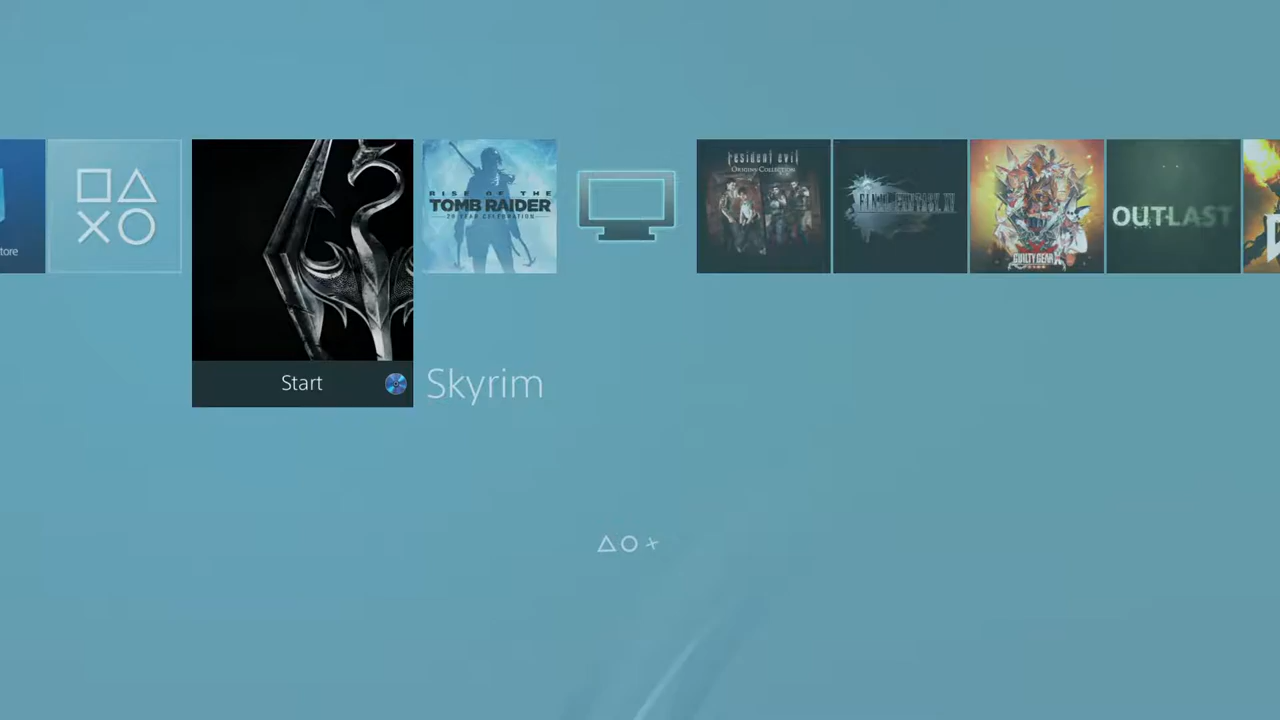 tore
RISE OF THE
TOMB RAIDER
20 YEAR CELEBRATION
resident evil
ORIGINS COLLECTION
FINAL FANTASY XV
GUILTY GEAR
OUTLAST
Start
Skyrim